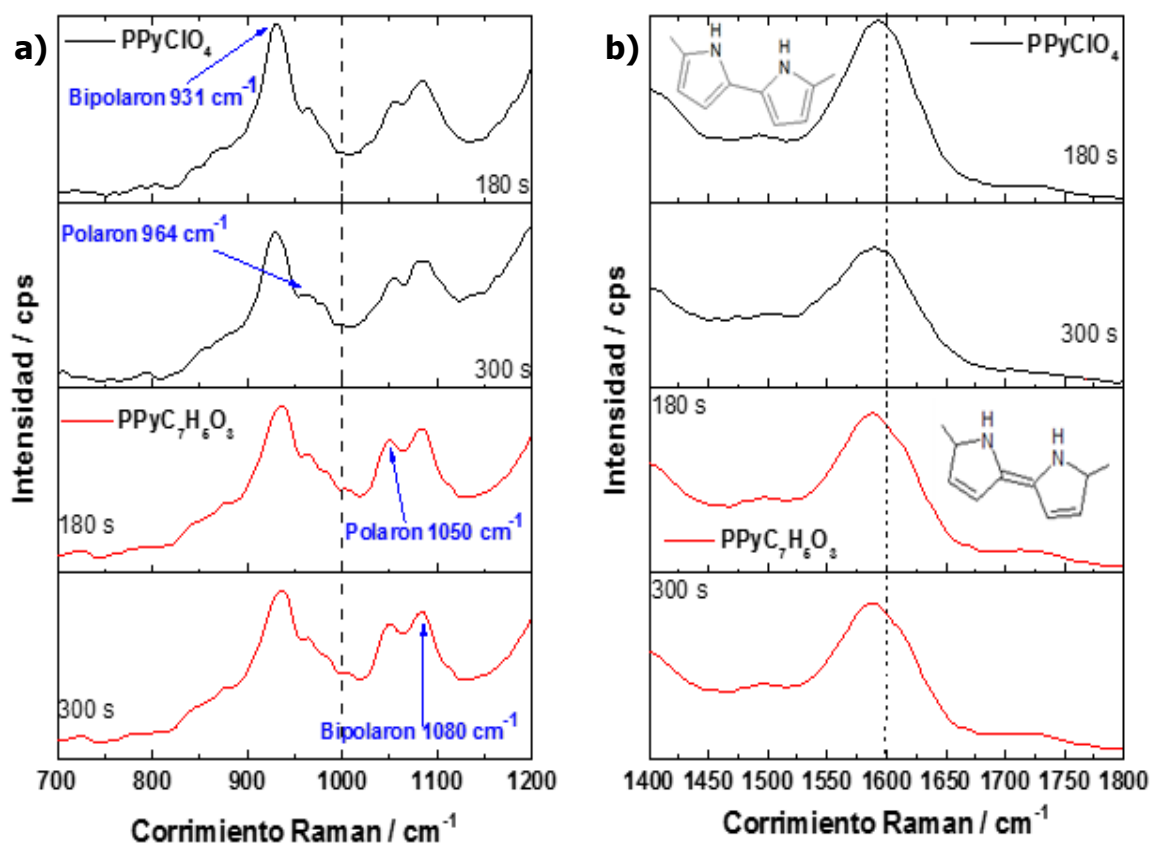 a)
PPyClO₄
Bipolaron 931 cm⁻¹
180 s
Polaron 964 cm⁻¹
300 s
PPyC₇H₅O₃
180 s
Polaron 1050 cm⁻¹
300 s
Bipolaron 1080 cm⁻¹
700 800 900 1000 1100 1200
Corrimiento Raman / cm⁻¹
Intensidad / cps
b)
H
N
H
N
PPyClO₄
180 s
300 s
180 s
H
N
H
N
PPyC₇H₅O₃
300 s
1400 1450 1500 1550 1600 1650 1700 1750 1800
Corrimiento Raman / cm⁻¹
Intensidad / cps